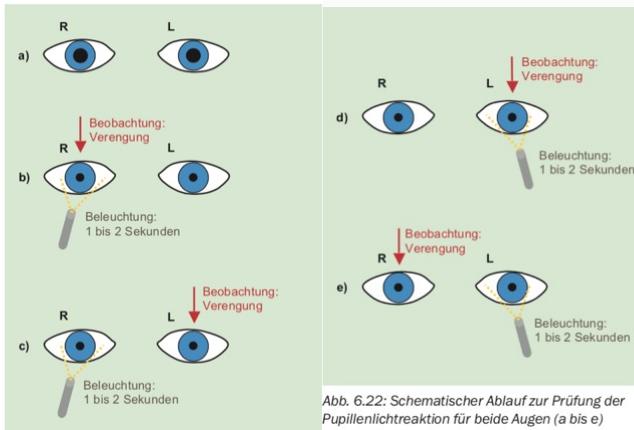 R L
a)
Beobachtung:
Verengung
R L
b)
Beleuchtung:
1 bis 2 Sekunden
Beobachtung:
Verengung
R L
c)
Beleuchtung:
1 bis 2 Sekunden
Beobachtung:
Verengung
R L
d)
Beleuchtung:
1 bis 2 Sekunden
Beobachtung:
Verengung
R L
e)
Beleuchtung:
1 bis 2 Sekunden
Abb. 6.22: Schematischer Ablauf zur Prüfung der
Pupillenlichtreaktion für beide Augen (a bis e)